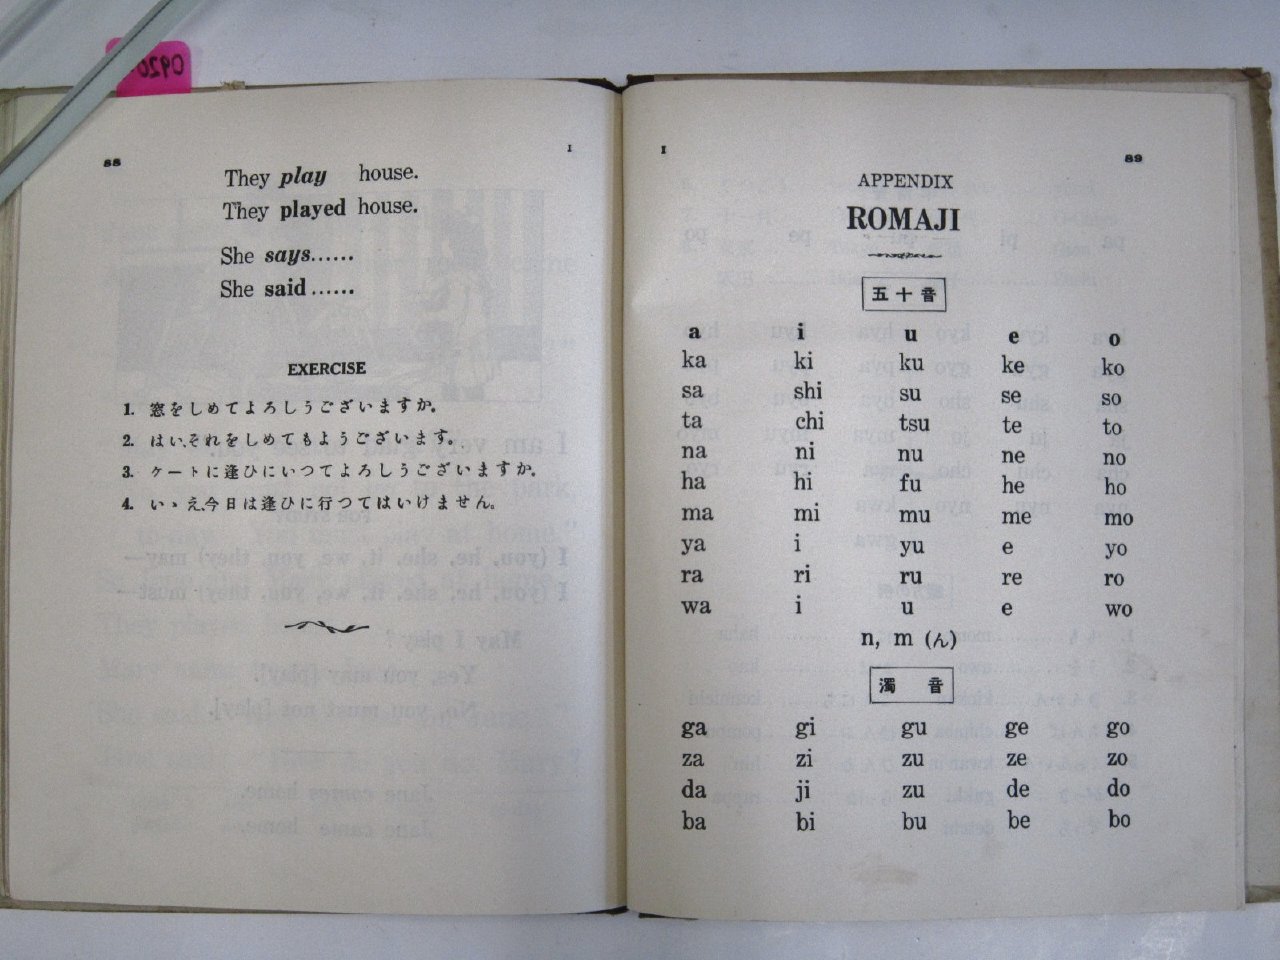 0920
88
I
They play house.
They played house.
She says......
She said......
EXERCISE
1. 窓をしめてよろしうございますか。
2. はい、それをしめてもようございます。
3. ケートに逢ひにいつてよろしうございますか。
4. いゝえ、今日は逢ひに行つてはいけません。
I
89
APPENDIX
ROMAJI
五十音
a i u e o
ka ki ku ke ko
sa shi su se so
ta chi tsu te to
na ni nu ne no
ha hi fu he ho
ma mi mu me mo
ya i yu e yo
ra ri ru re ro
wa i u e wo
n, m (ん)
濁音
ga gi gu ge go
za zi zu ze zo
da ji zu de do
ba bi bu be bo